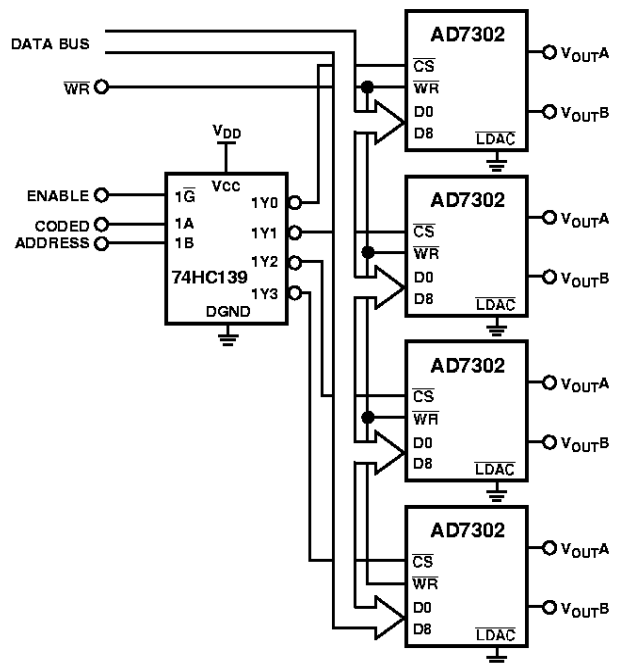 DATA BUS
WR
ENABLE
CODED
ADDRESS
VDD
VCC
1G
1A
1B
74HC139
DGND
1Y0
1Y1
1Y2
1Y3
AD7302
CS
WR
D0
D8
LDAC
VOUTA
VOUTB
AD7302
CS
WR
D0
D8
LDAC
VOUTA
VOUTB
AD7302
CS
WR
D0
D8
LDAC
VOUTA
VOUTB
AD7302
CS
WR
D0
D8
LDAC
VOUTA
VOUTB